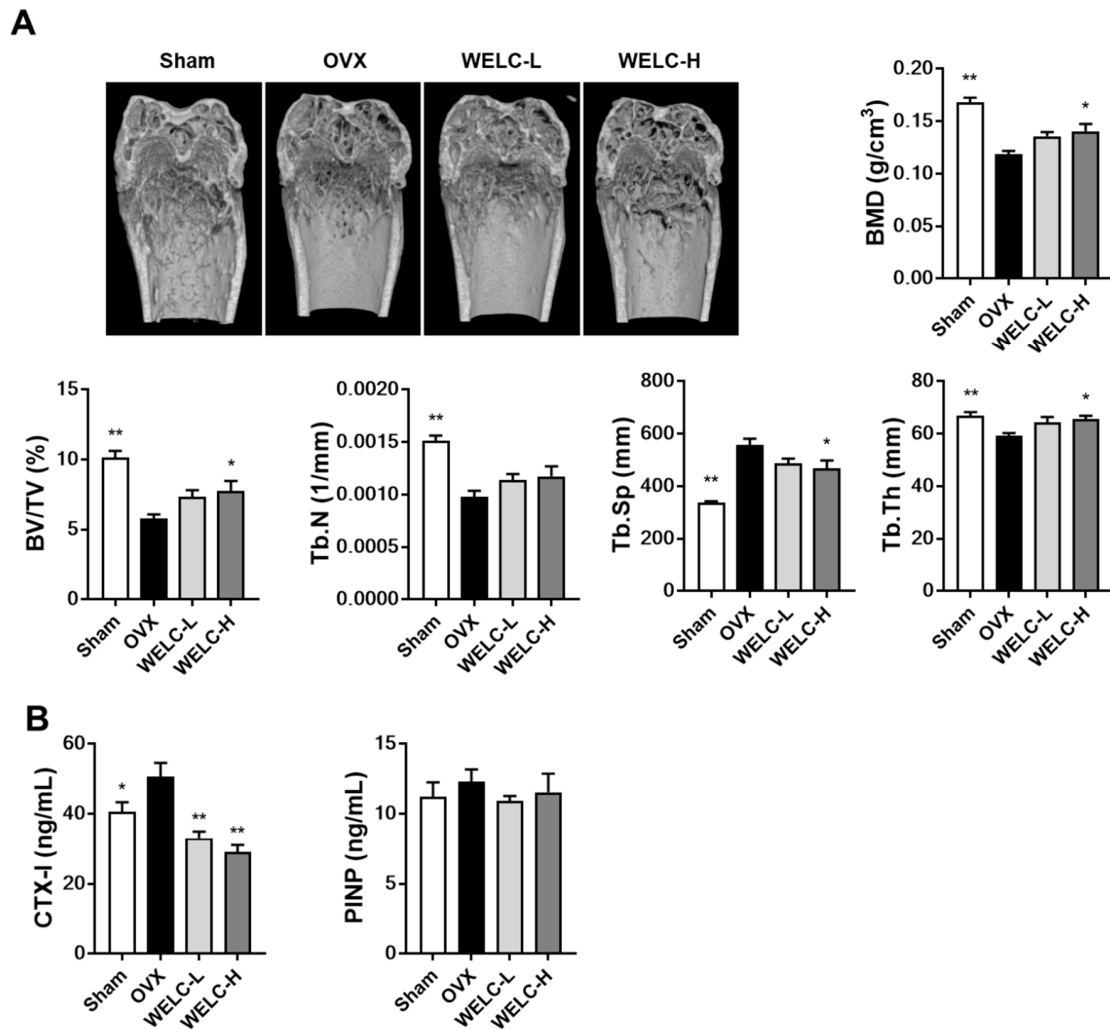 A
Sham OVX WELC-L WELC-H
BMD (g/cm³)
0.20
0.15
0.10
0.05
0.00
**
*
Sham OVX WELC-L WELC-H
BV/TV (%)
15
10
5
0
**
*
Sham OVX WELC-L WELC-H
Tb.N (1/mm)
0.0020
0.0015
0.0010
0.0005
0.0000
**
Sham OVX WELC-L WELC-H
Tb.Sp (mm)
800
600
400
200
0
**
*
Sham OVX WELC-L WELC-H
Tb.Th (mm)
80
60
40
20
0
**
*
Sham OVX WELC-L WELC-H
B
CTX-I (ng/mL)
60
40
20
0
*
**
**
Sham OVX WELC-L WELC-H
PINP (ng/mL)
15
10
5
0
Sham OVX WELC-L WELC-H